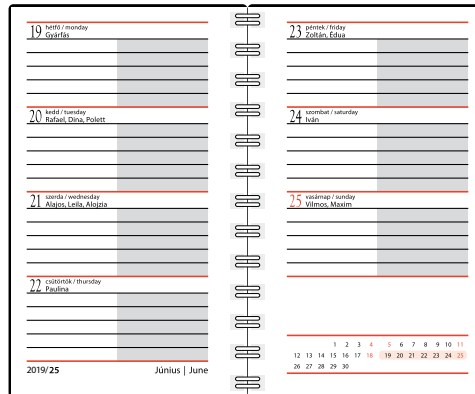 19 hétfő / monday
Gyárfás
20 kedd / tuesday
Rafael, Dina, Polett
21 szerda / wednesday
Alajos, Leila, Alojzia
22 csütörtök / thursday
Paulina
2019/25 Június | June
23 péntek / friday
Zoltán, Édua
24 szombat / saturday
Iván
25 vasárnap / sunday
Vilmos, Maxim
1 2 3 4 5 6 7 8 9 10 11
12 13 14 15 16 17 18 19 20 21 22 23 24 25
26 27 28 29 30